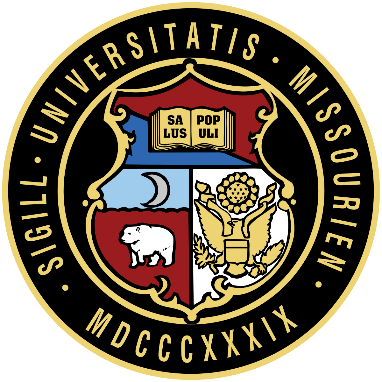 SIGILL · UNIVERSITATIS · MISSOURIEN ·
SA POP
LUS ULI
MDCCCXXXIX